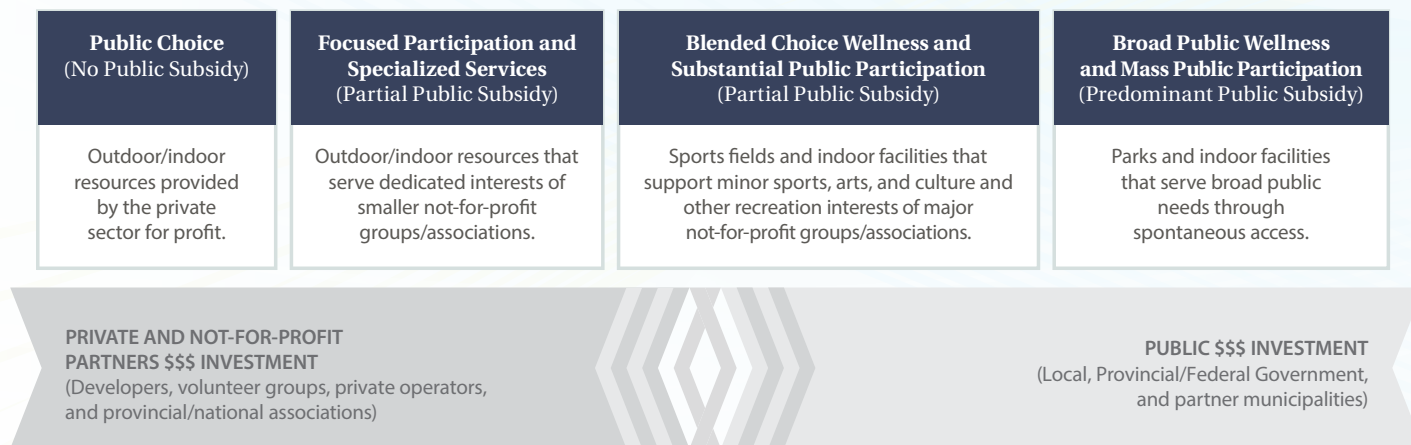 Public Choice
(No Public Subsidy)
Outdoor/indoor
resources provided
by the private
sector for profit.
Focused Participation and
Specialized Services
(Partial Public Subsidy)
Outdoor/indoor resources that
serve dedicated interests of
smaller not-for-profit
groups/associations.
Blended Choice Wellness and
Substantial Public Participation
(Partial Public Subsidy)
Sports fields and indoor facilities that
support minor sports, arts, and culture and
other recreation interests of major
not-for-profit groups/associations.
Broad Public Wellness
and Mass Public Participation
(Predominant Public Subsidy)
Parks and indoor facilities
that serve broad public
needs through
spontaneous access.
PRIVATE AND NOT-FOR-PROFIT
PARTNERS $$$ INVESTMENT
(Developers, volunteer groups, private operators,
and provincial/national associations)
PUBLIC $$$ INVESTMENT
(Local, Provincial/Federal Government,
and partner municipalities)